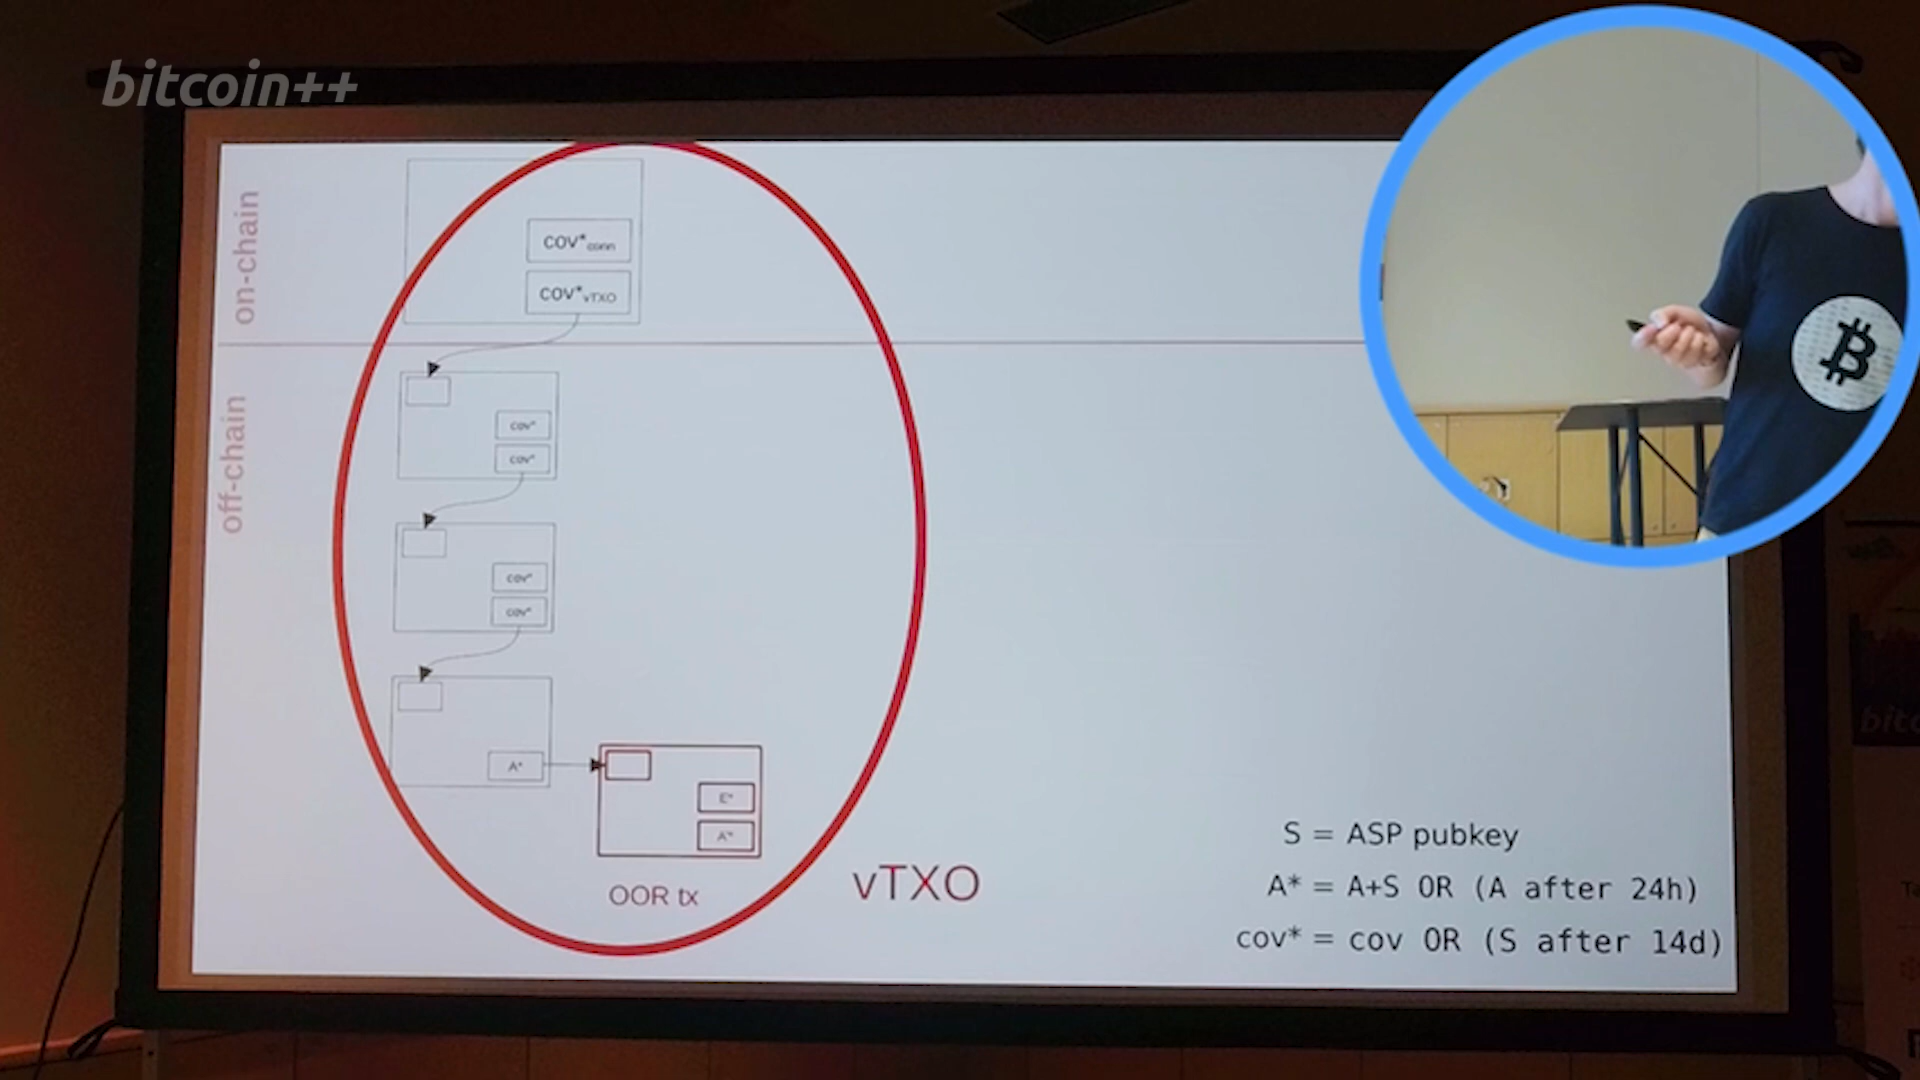 bitcoin++
on-chain
cov*conn
cov*vTXO
off-chain
cov*
cov*
cov*
cov*
A*
E*
A*
OOR tx
vTXO
S = ASP pubkey
A* = A+S OR (A after 24h)
cov* = cov OR (S after 14d)